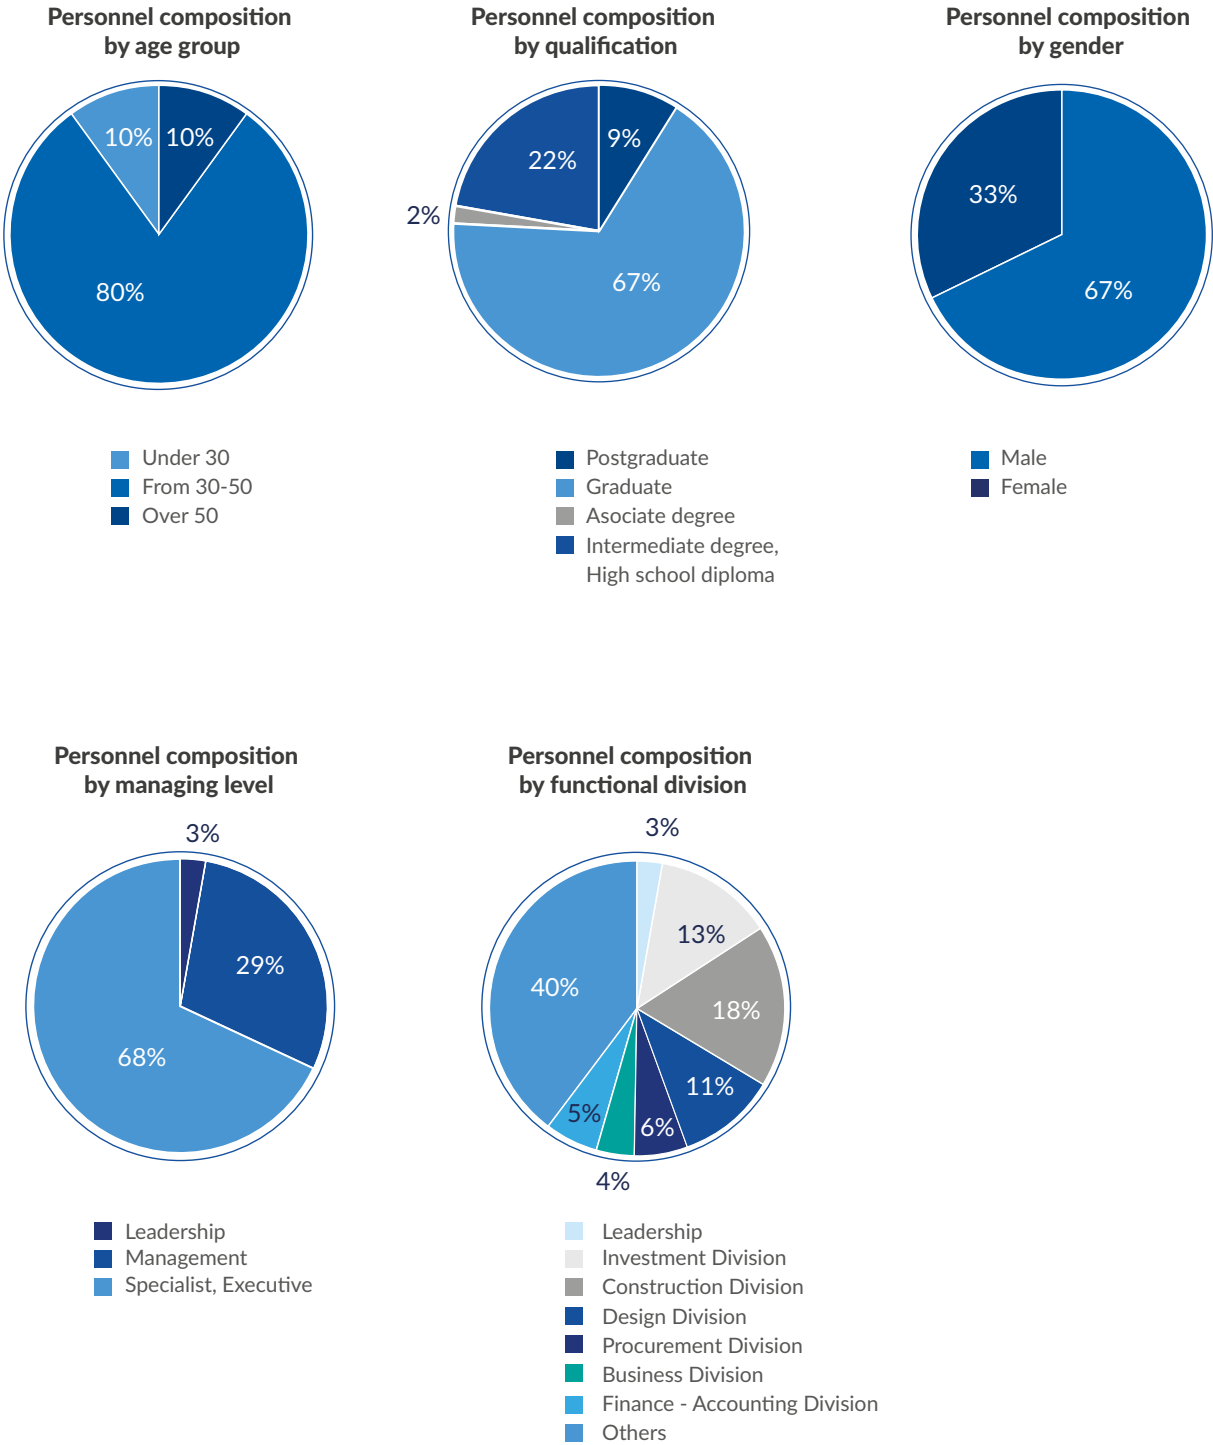 Personnel composition
by age group
10%
10%
80%
Under 30
From 30-50
Over 50
Personnel composition
by qualification
22%
9%
2%
67%
Postgraduate
Graduate
Asociate degree
Intermediate degree,
High school diploma
Personnel composition
by gender
33%
67%
Male
Female
Personnel composition
by managing level
3%
29%
68%
Leadership
Management
Specialist, Executive
Personnel composition
by functional division
3%
13%
40%
18%
11%
5%
6%
4%
Leadership
Investment Division
Construction Division
Design Division
Procurement Division
Business Division
Finance - Accounting Division
Others